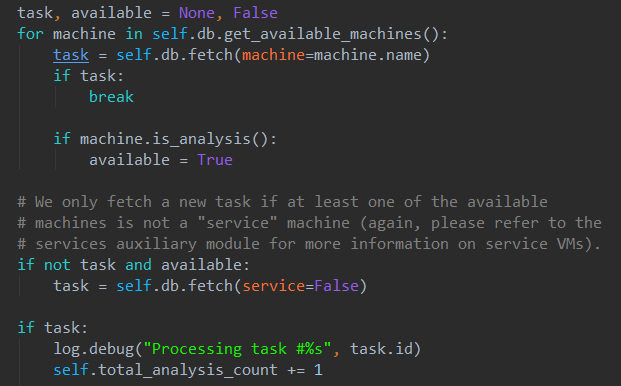 task, available = None, False
for machine in self.db.get_available_machines():
    task = self.db.fetch(machine=machine.name)
    if task:
        break

    if machine.is_analysis():
        available = True

# We only fetch a new task if at least one of the available
# machines is not a "service" machine (again, please refer to the
# services auxiliary module for more information on service VMs).
if not task and available:
    task = self.db.fetch(service=False)

if task:
    log.debug("Processing task #%s", task.id)
    self.total_analysis_count += 1